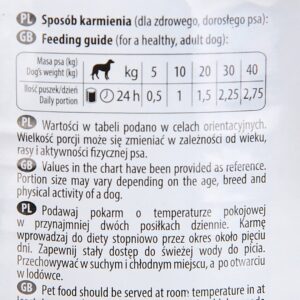 PL Sposób karmienia (dla zdrowego, dorosłego psa):
GB Feeding guide (for a healthy, adult dog):
Masa psa (kg)
Dog's weight (kg) kg 5 10 20 30 40
Ilość puszek/dzień
Daily portion 24 h 0,5 1 1,5 2,25 2,75
PL Wartości w tabeli podano w celach orientacyjnych.
Wielkość porcji może się zmieniać w zależności od wieku,
rasy i aktywności fizycznej psa.
GB Values in the chart have been provided as reference.
Portion size may vary depending on the age, breed and
physical activity of a dog.
PL Podawaj pokarm o temperaturze pokojowej
w przynajmniej dwóch posiłkach dziennie. Karmę
wprowadzaj do diety stopniowo przez okres około pięciu
dni. Zapewnij stały dostęp do świeżej wody do picia.
Przechowywać w suchym i chłodnym miejscu, a po otwarciu
w lodówce.
GB Pet food should be served at room temperature in at